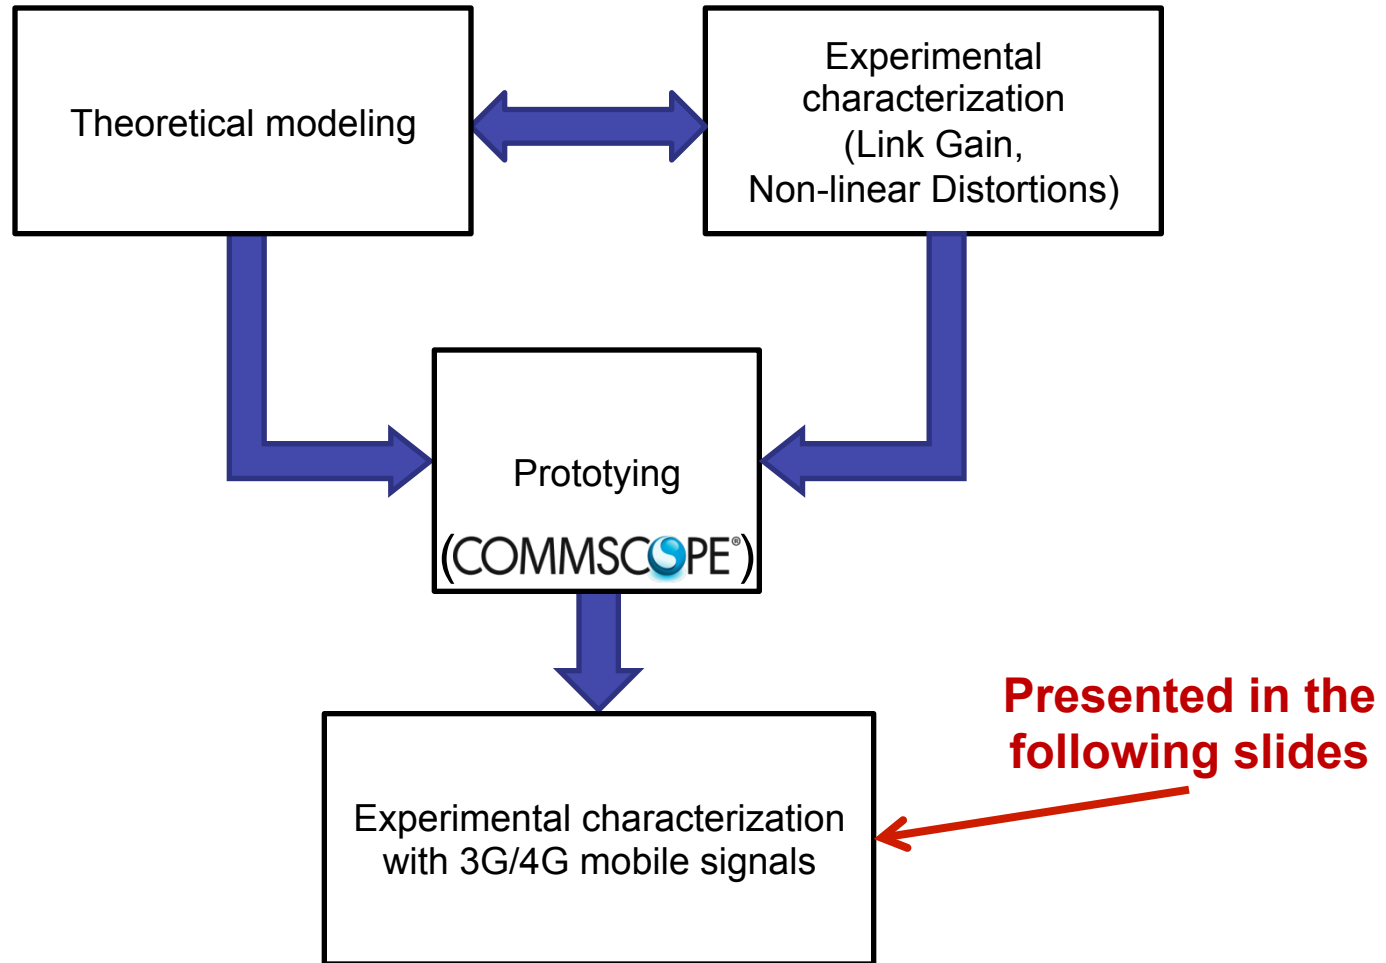 Theoretical modeling
Experimental
characterization
(Link Gain,
Non-linear Distortions)
Prototying
(COMMSCOPE®)
Presented in the
following slides
Experimental characterization
with 3G/4G mobile signals